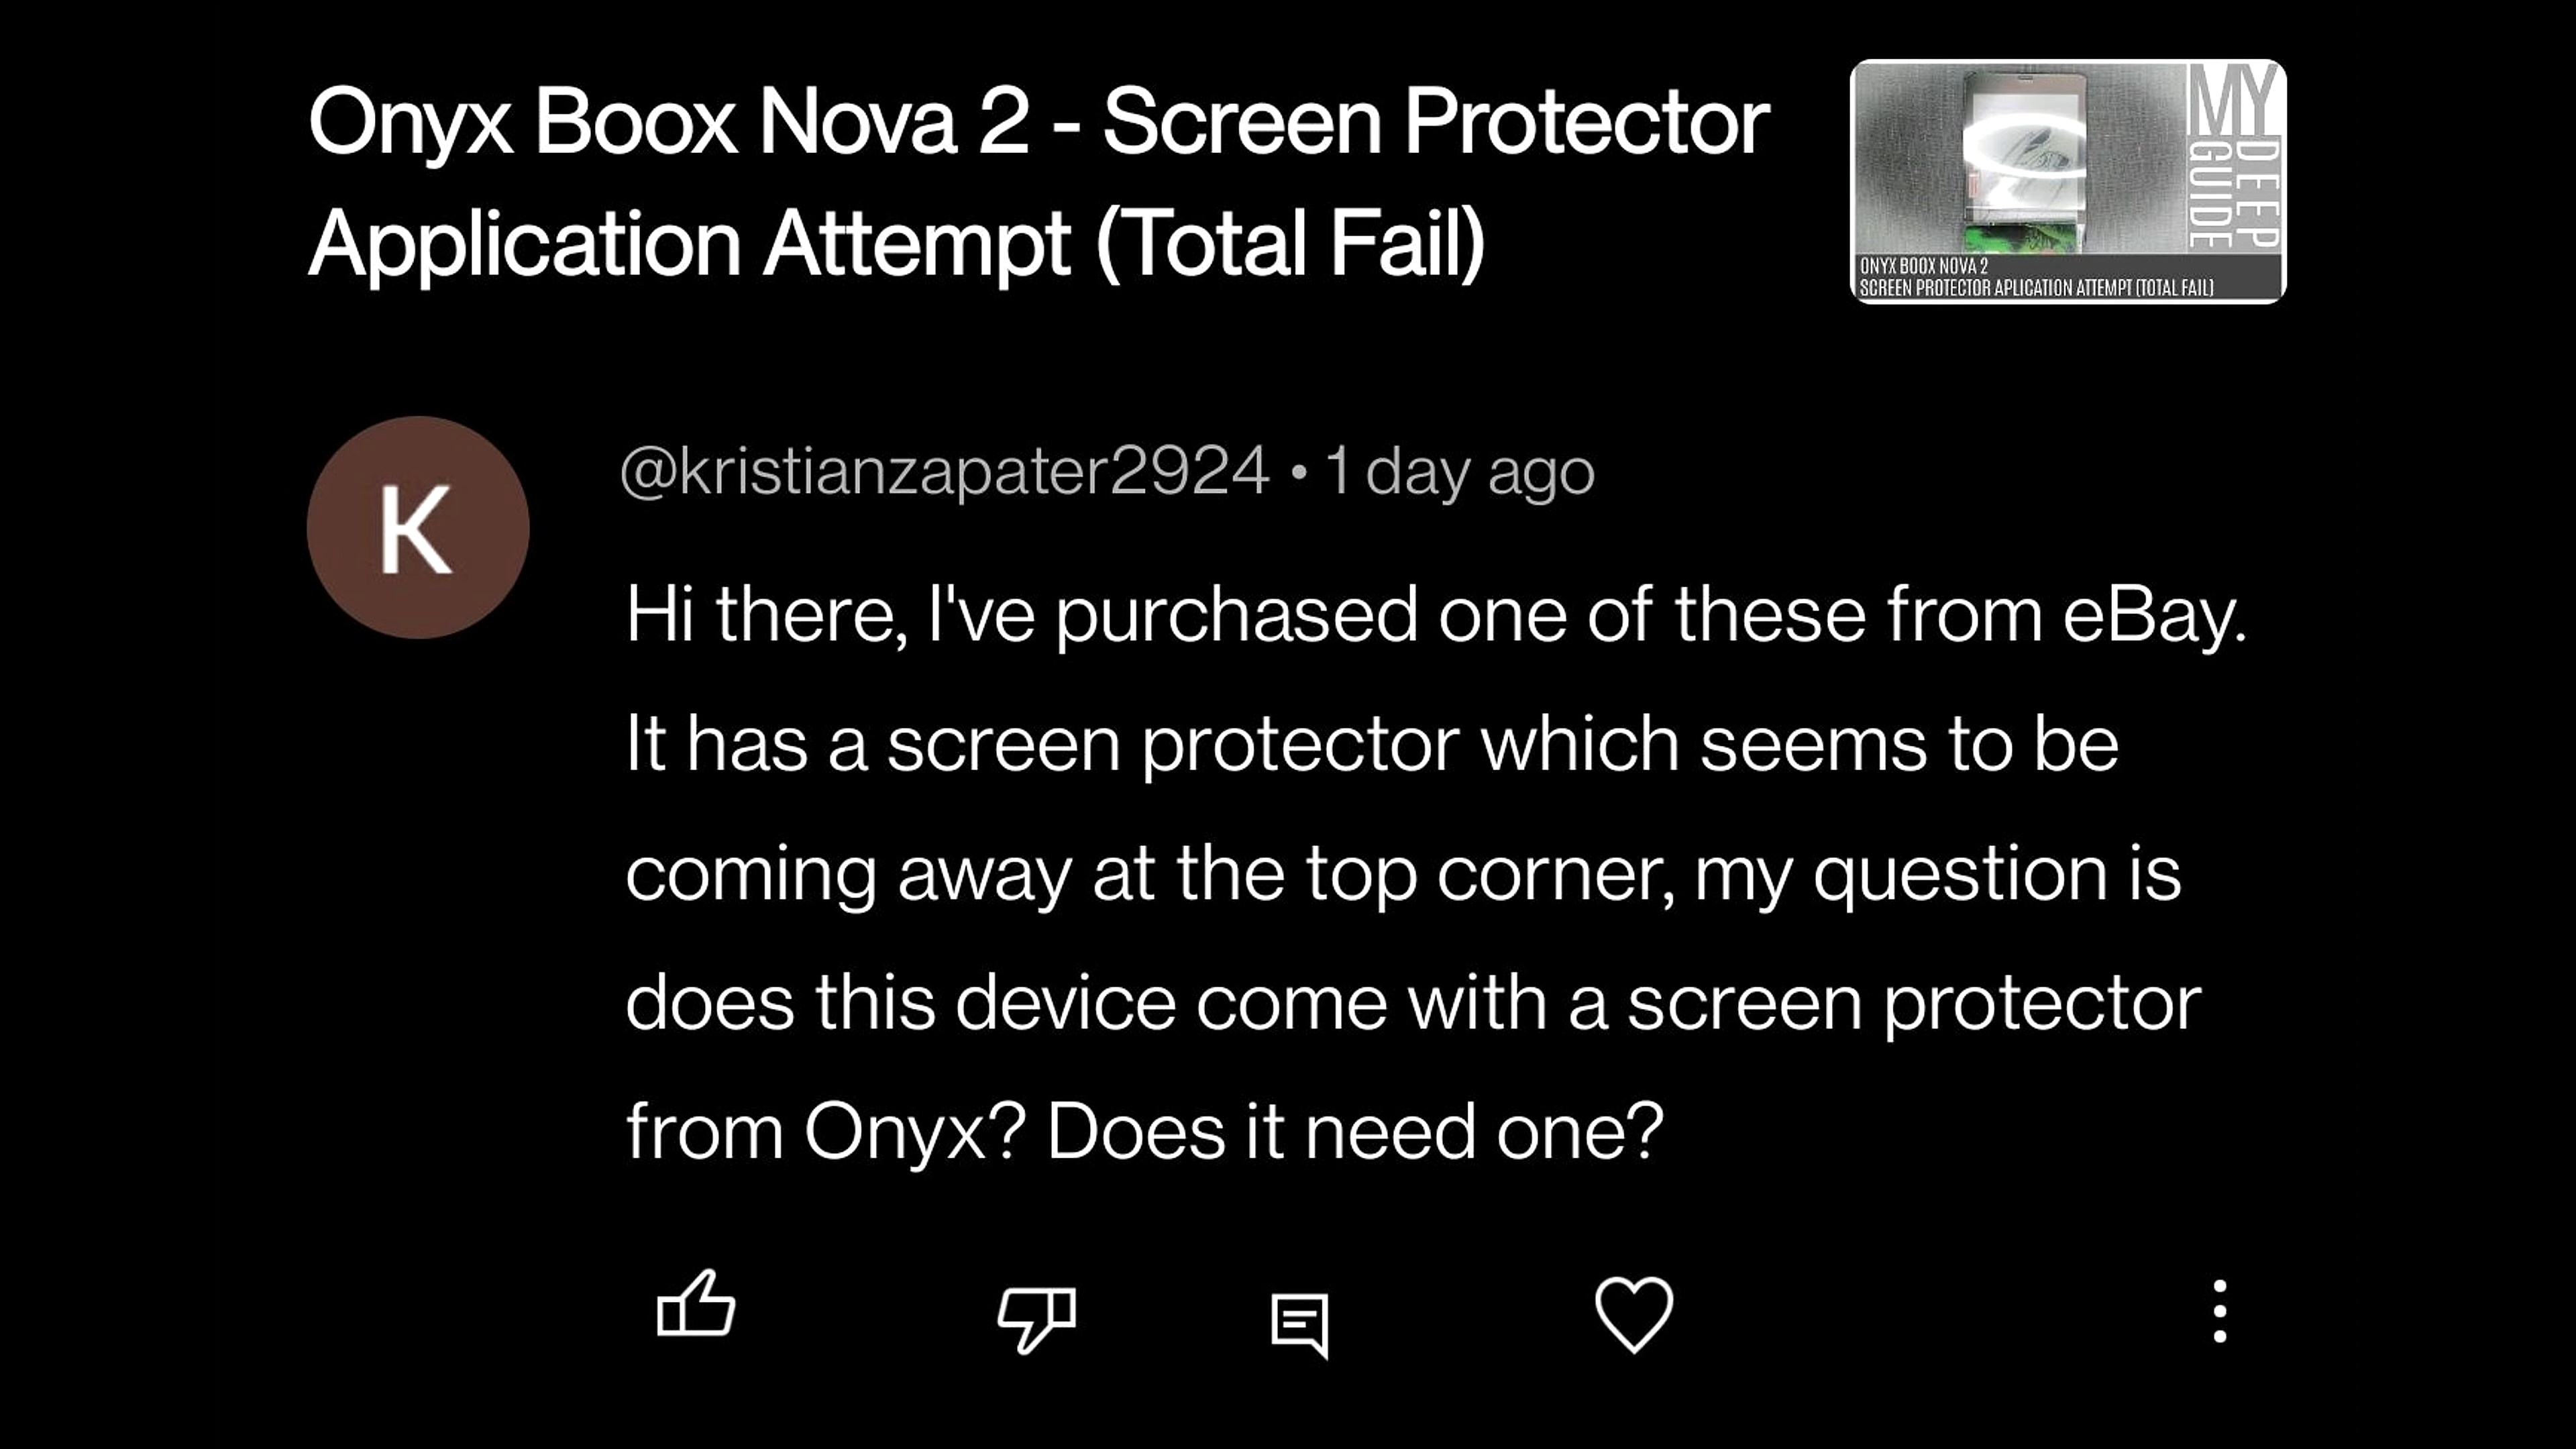 Onyx Boox Nova 2 - Screen Protector
Application Attempt (Total Fail)
MY
DEEP
GUIDE
ONYX BOOX NOVA 2
SCREEN PROTECTOR APLICATION ATTEMPT (TOTAL FAIL)
K
@kristianzapater2924 • 1 day ago
Hi there, I've purchased one of these from eBay.
It has a screen protector which seems to be
coming away at the top corner, my question is
does this device come with a screen protector
from Onyx? Does it need one?